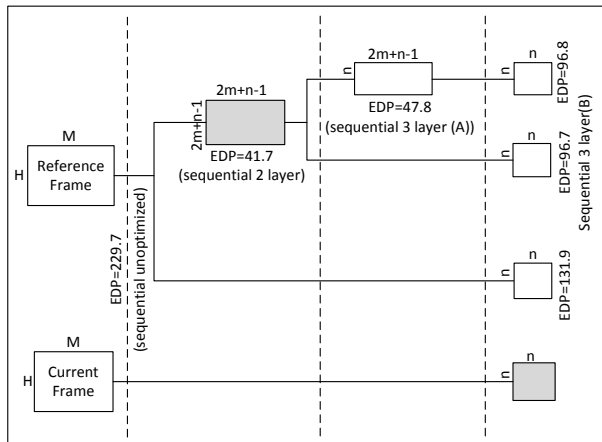 2m+n-1
n
n
n
EDP=96.8
2m+n-1
2m+n-1
EDP=47.8
(sequential 3 layer (A))
M
H
Reference
Frame
EDP=41.7
(sequential 2 layer)
n
n
EDP=96.7
Sequential 3 layer(B)
EDP=229.7
(sequential unoptimized)
n
n
EDP=131.9
M
H
Current
Frame
n
n